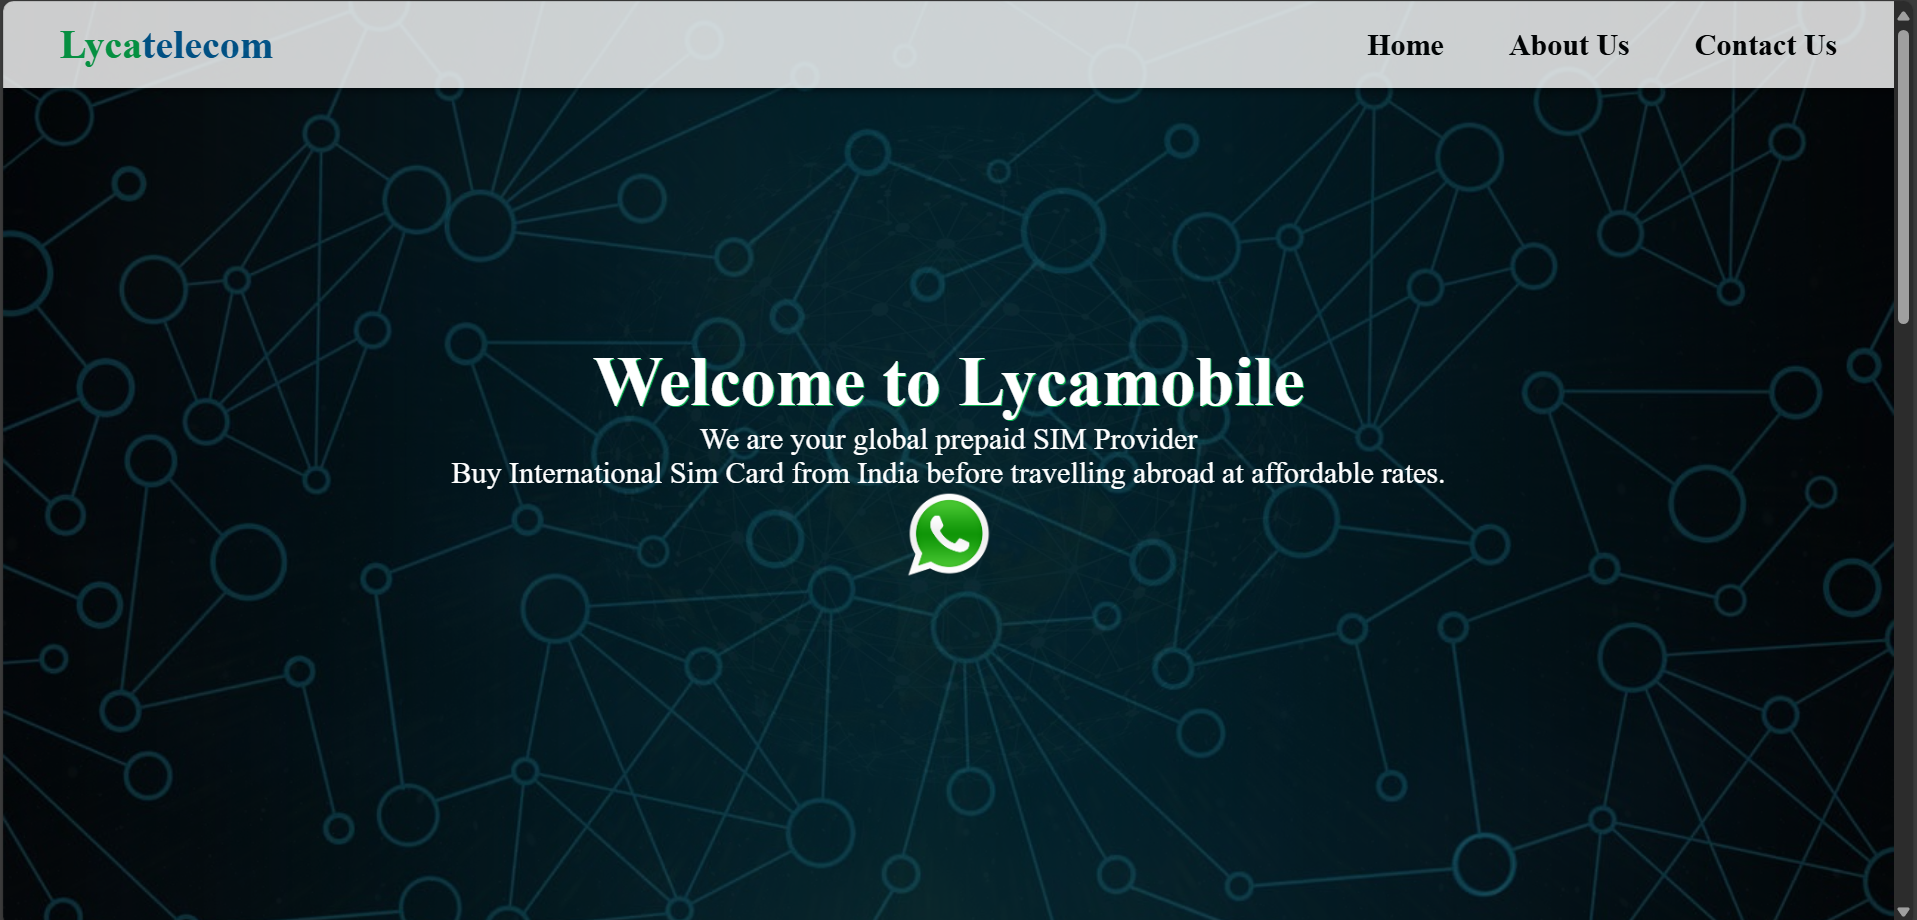 Lycatelecom
Home
About Us
Contact Us
Welcome to Lycamobile
We are your global prepaid SIM Provider
Buy International Sim Card from India before travelling abroad at affordable rates.